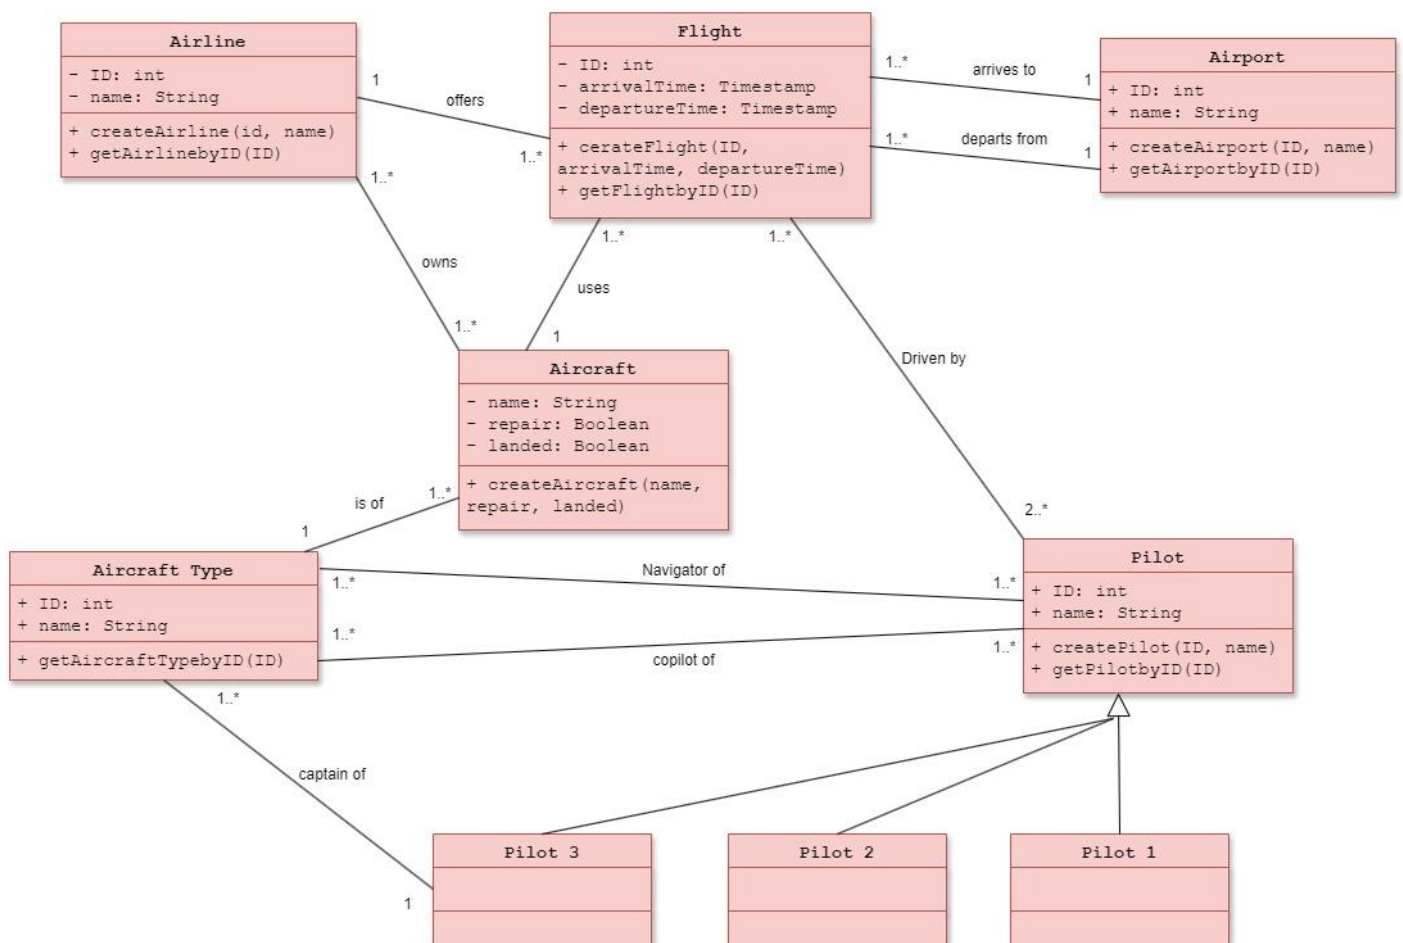 Airline
- ID: int
- name: String
+ createAirline(id, name)
+ getAirlinebyID(ID)
1
offers
1..*
Flight
- ID: int
- arrivalTime: Timestamp
- departureTime: Timestamp
+ cerateFlight(ID,
arrivalTime, departureTime)
+ getFlightbyID(ID)
1..*
arrives to
1
1..*
departs from
1
Airport
+ ID: int
+ name: String
+ createAirport(ID, name)
+ getAirportbyID(ID)
1..*
owns
1..*
1..*
uses
1
1..*
Driven by
2..*
Aircraft
- name: String
- repair: Boolean
- landed: Boolean
+ createAircraft(name,
repair, landed)
1..*
is of
1
Aircraft Type
+ ID: int
+ name: String
+ getAircraftTypebyID(ID)
1..*
Navigator of
1..*
1..*
copilot of
1..*
Pilot
+ ID: int
+ name: String
+ createPilot(ID, name)
+ getPilotbyID(ID)
1..*
captain of
1
Pilot 3
Pilot 2
Pilot 1